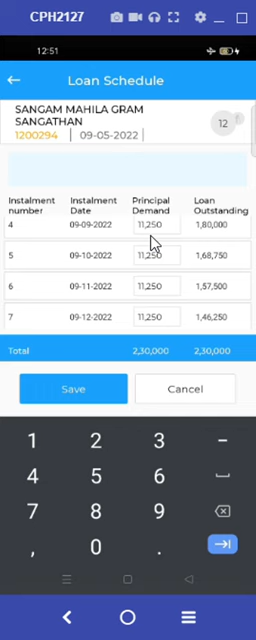 CPH2127
12:51
Loan Schedule
SANGAM MAHILA GRAM
SANGATHAN
1200294 | 09-05-2022 |
12
Instalment number Instalment Date Principal Demand Loan Outstanding
4 09-09-2022 11,250 1,80,000
5 09-10-2022 11,250 1,68,750
6 09-11-2022 11,250 1,57,500
7 09-12-2022 11,250 1,46,250
Total 2,30,000 2,30,000
Save Cancel
1 2 3 -
4 5 6
7 8 9
, 0 .